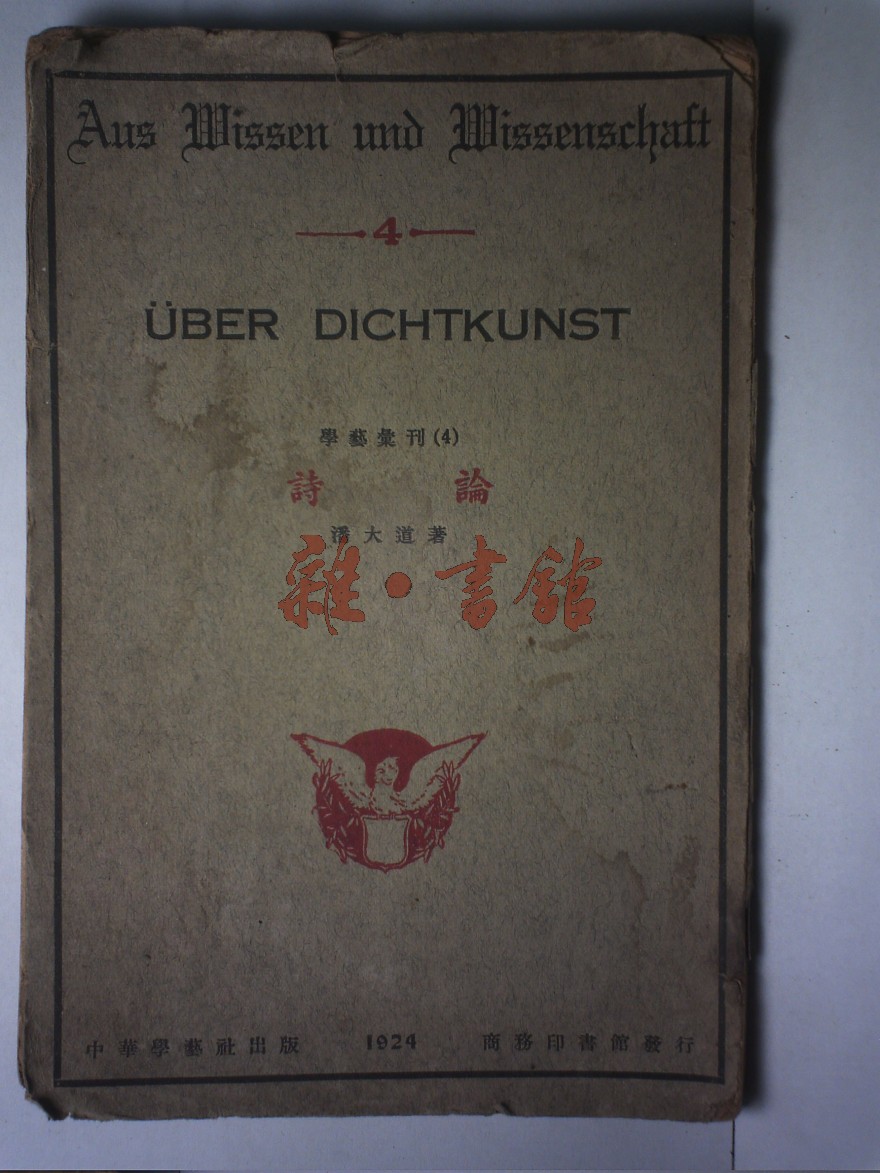 Aus Wissen und Wissenschaft
4
ÜBER DICHTKUNST
學藝彙刊(4)
詩論
潘大道著
雜·書館
中華學藝社出版 1924 商務印書館發行